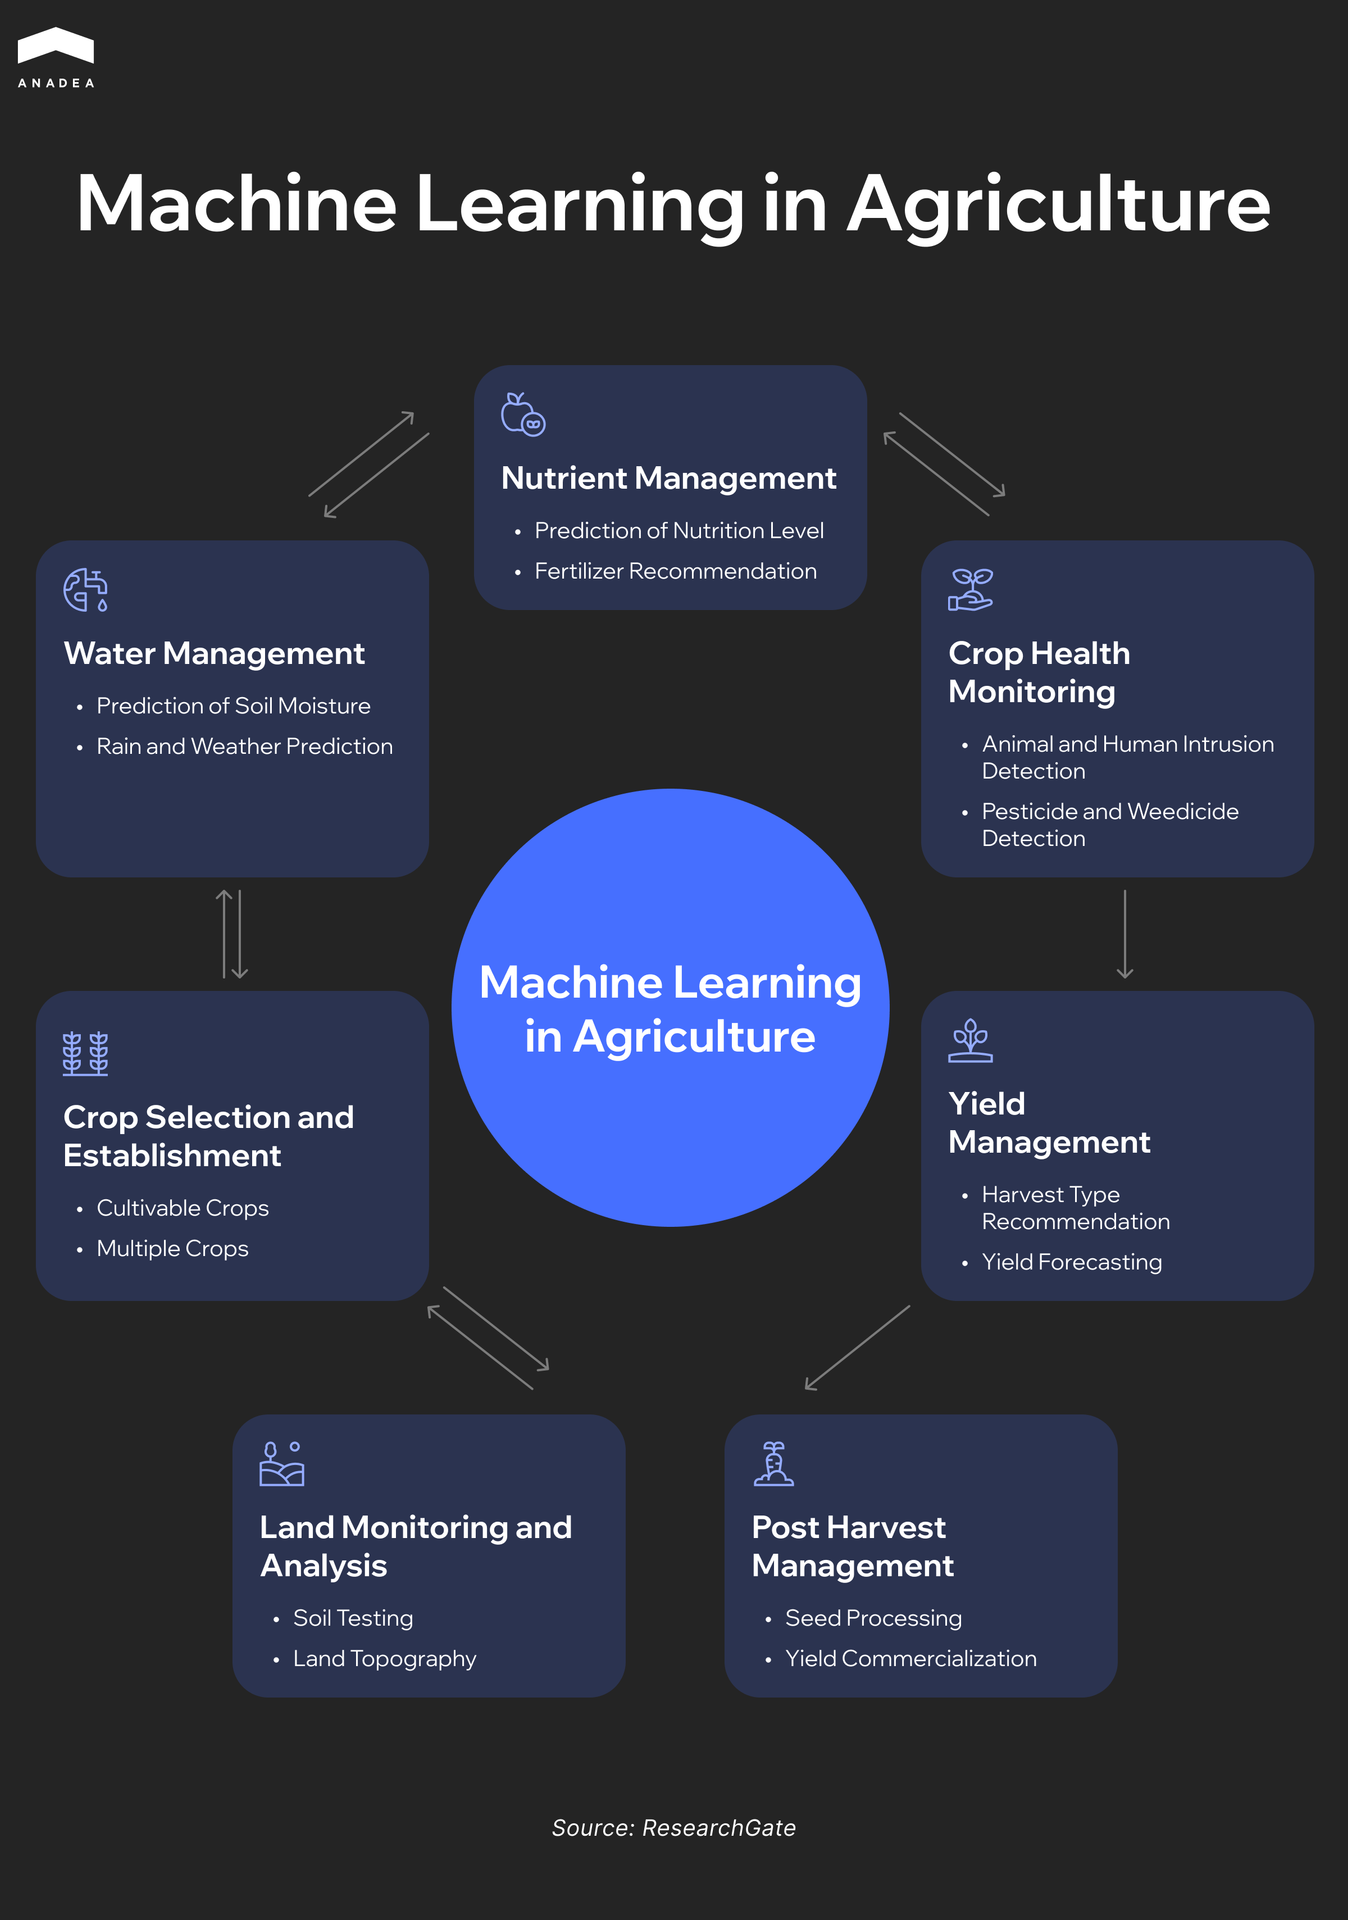 ANADEA
Machine Learning in Agriculture
Nutrient Management
• Prediction of Nutrition Level
• Fertilizer Recommendation
Water Management
• Prediction of Soil Moisture
• Rain and Weather Prediction
Crop Health
Monitoring
• Animal and Human Intrusion
Detection
• Pesticide and Weedicide
Detection
Machine Learning
in Agriculture
Crop Selection and
Establishment
• Cultivable Crops
• Multiple Crops
Yield
Management
• Harvest Type
Recommendation
• Yield Forecasting
Land Monitoring and
Analysis
• Soil Testing
• Land Topography
Post Harvest
Management
• Seed Processing
• Yield Commercialization
Source: ResearchGate